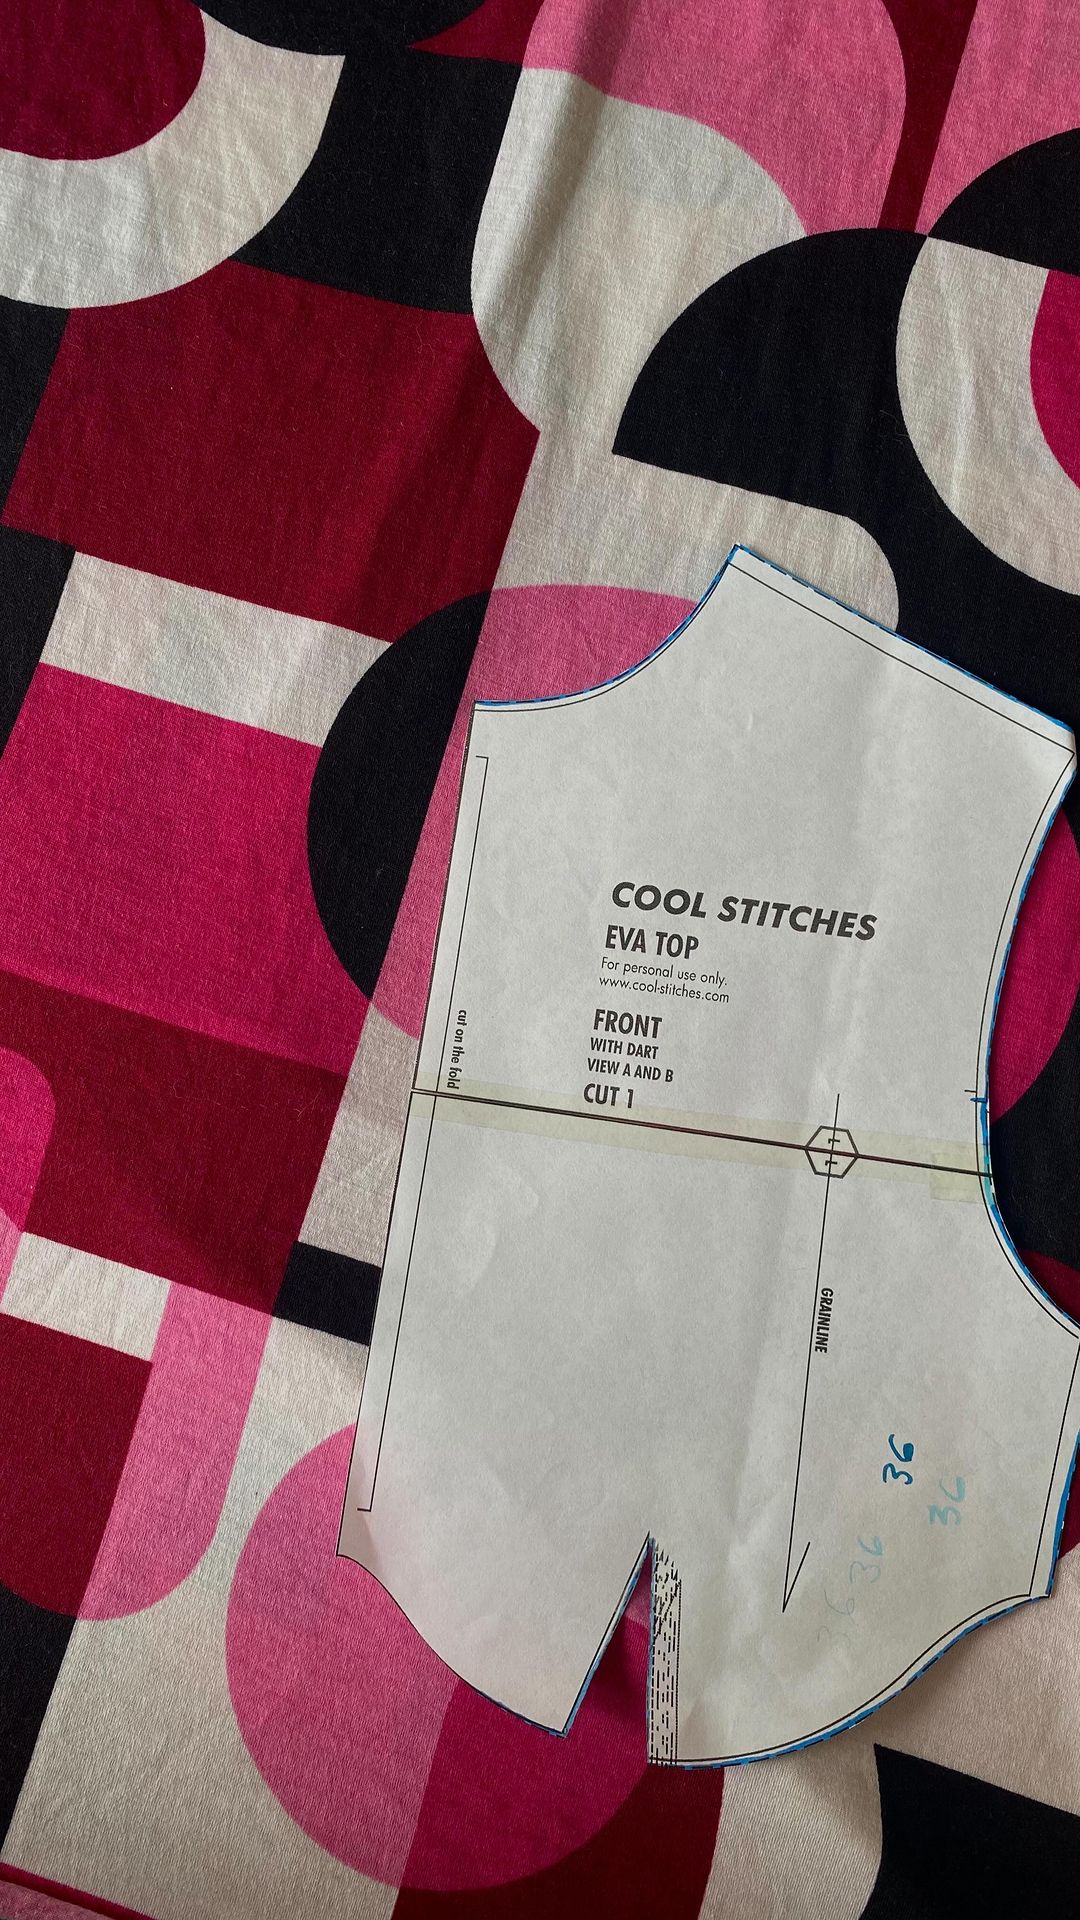 COOL STITCHES
EVA TOP
For personal use only.
www.cool-stitches.com
FRONT
WITH DART
VIEW A AND B
CUT 1
cut on the fold
GRAINLINE
36
36
36
36